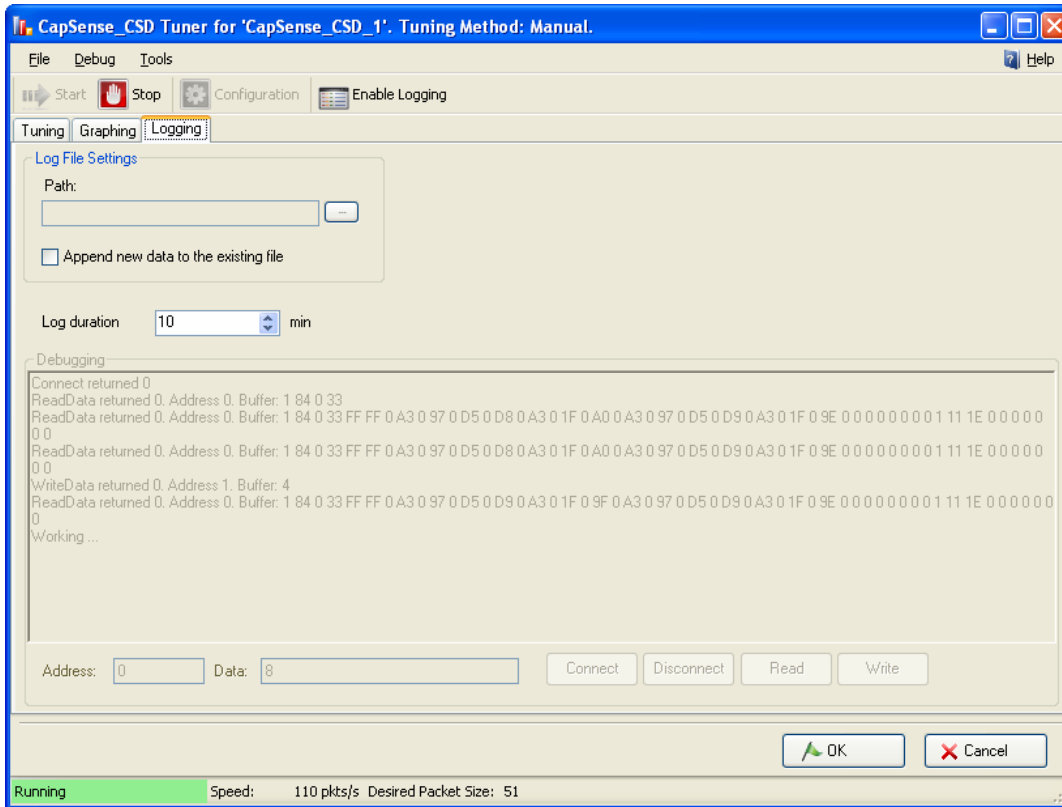 CapSense_CSD Tuner for 'CapSense_CSD_1'. Tuning Method: Manual.
File Debug Tools Help
Start Stop Configuration Enable Logging
Tuning Graphing Logging
Log File Settings
Path:
...
Append new data to the existing file
Log duration 10 min
Debugging
Connect returned 0
ReadData returned 0. Address 0. Buffer: 1 84 0 33
ReadData returned 0. Address 0. Buffer: 1 84 0 33 FF FF 0 A3 0 97 0 D5 0 D8 0 A3 0 1F 0 A0 0 A3 0 97 0 D5 0 D9 0 A3 0 1F 0 9E 0 0 0 0 0 0 0 0 1 11 1E 0 0 0 0 0
0 0
ReadData returned 0. Address 0. Buffer: 1 84 0 33 FF FF 0 A3 0 97 0 D5 0 D8 0 A3 0 1F 0 A0 0 A3 0 97 0 D5 0 D9 0 A3 0 1F 0 9E 0 0 0 0 0 0 0 0 1 11 1E 0 0 0 0 0
0 0
WriteData returned 0. Address 1. Buffer: 4
ReadData returned 0. Address 0. Buffer: 1 84 0 33 FF FF 0 A3 0 97 0 D5 0 D9 0 A3 0 1F 0 9F 0 A3 0 97 0 D5 0 D9 0 A3 0 1F 0 9E 0 0 0 0 0 0 0 0 1 11 1E 0 0 0 0 0 0
0
Working ...
Address: 0 Data: 8 Connect Disconnect Read Write
OK Cancel
Running Speed: 110 pkts/s Desired Packet Size: 51